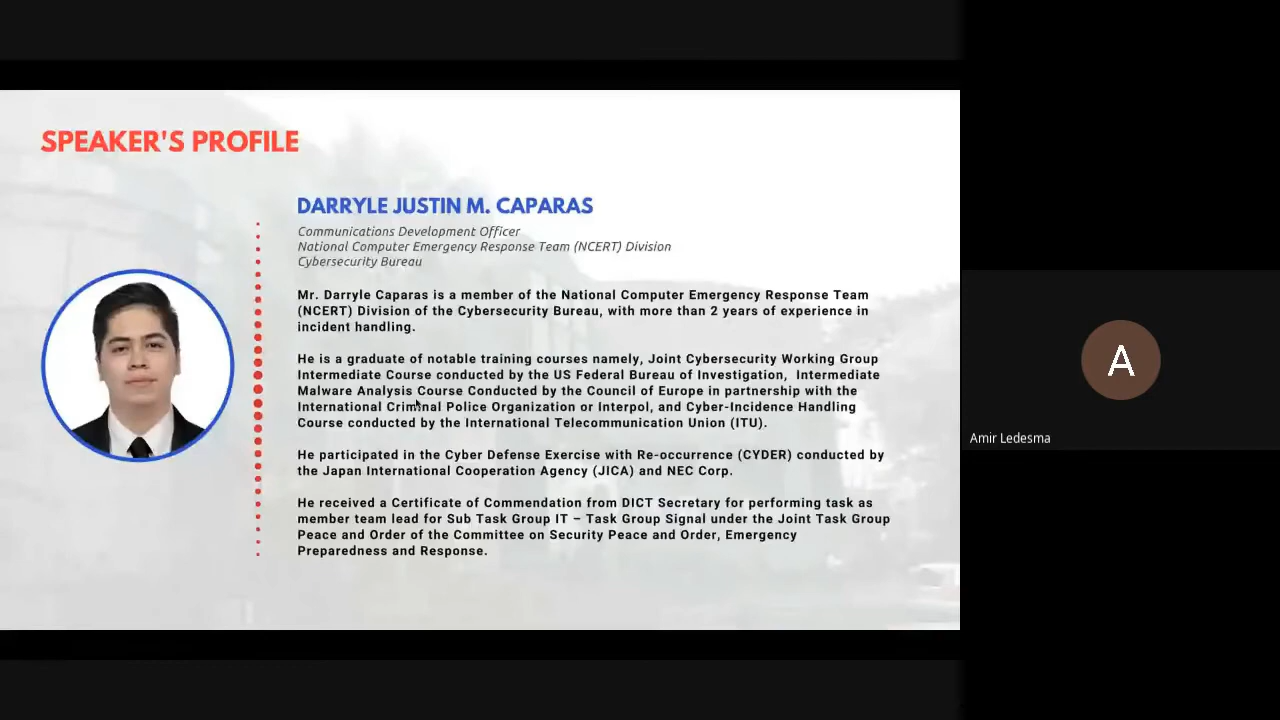 SPEAKER'S PROFILE
DARRYLE JUSTIN M. CAPARAS
Communications Development Officer
National Computer Emergency Response Team (NCERT) Division
Cybersecurity Bureau
Mr. Darryle Caparas is a member of the National Computer Emergency Response Team
(NCERT) Division of the Cybersecurity Bureau, with more than 2 years of experience in
incident handling.
He is a graduate of notable training courses namely, Joint Cybersecurity Working Group
Intermediate Course conducted by the US Federal Bureau of Investigation, Intermediate
Malware Analysis Course Conducted by the Council of Europe in partnership with the
International Criminal Police Organization or Interpol, and Cyber-Incidence Handling
Course conducted by the International Telecommunication Union (ITU).
He participated in the Cyber Defense Exercise with Re-occurrence (CYDER) conducted by
the Japan International Cooperation Agency (JICA) and NEC Corp.
He received a Certificate of Commendation from DICT Secretary for performing task as
member team lead for Sub Task Group IT – Task Group Signal under the Joint Task Group
Peace and Order of the Committee on Security Peace and Order, Emergency
Preparedness and Response.
A
Amir Ledesma